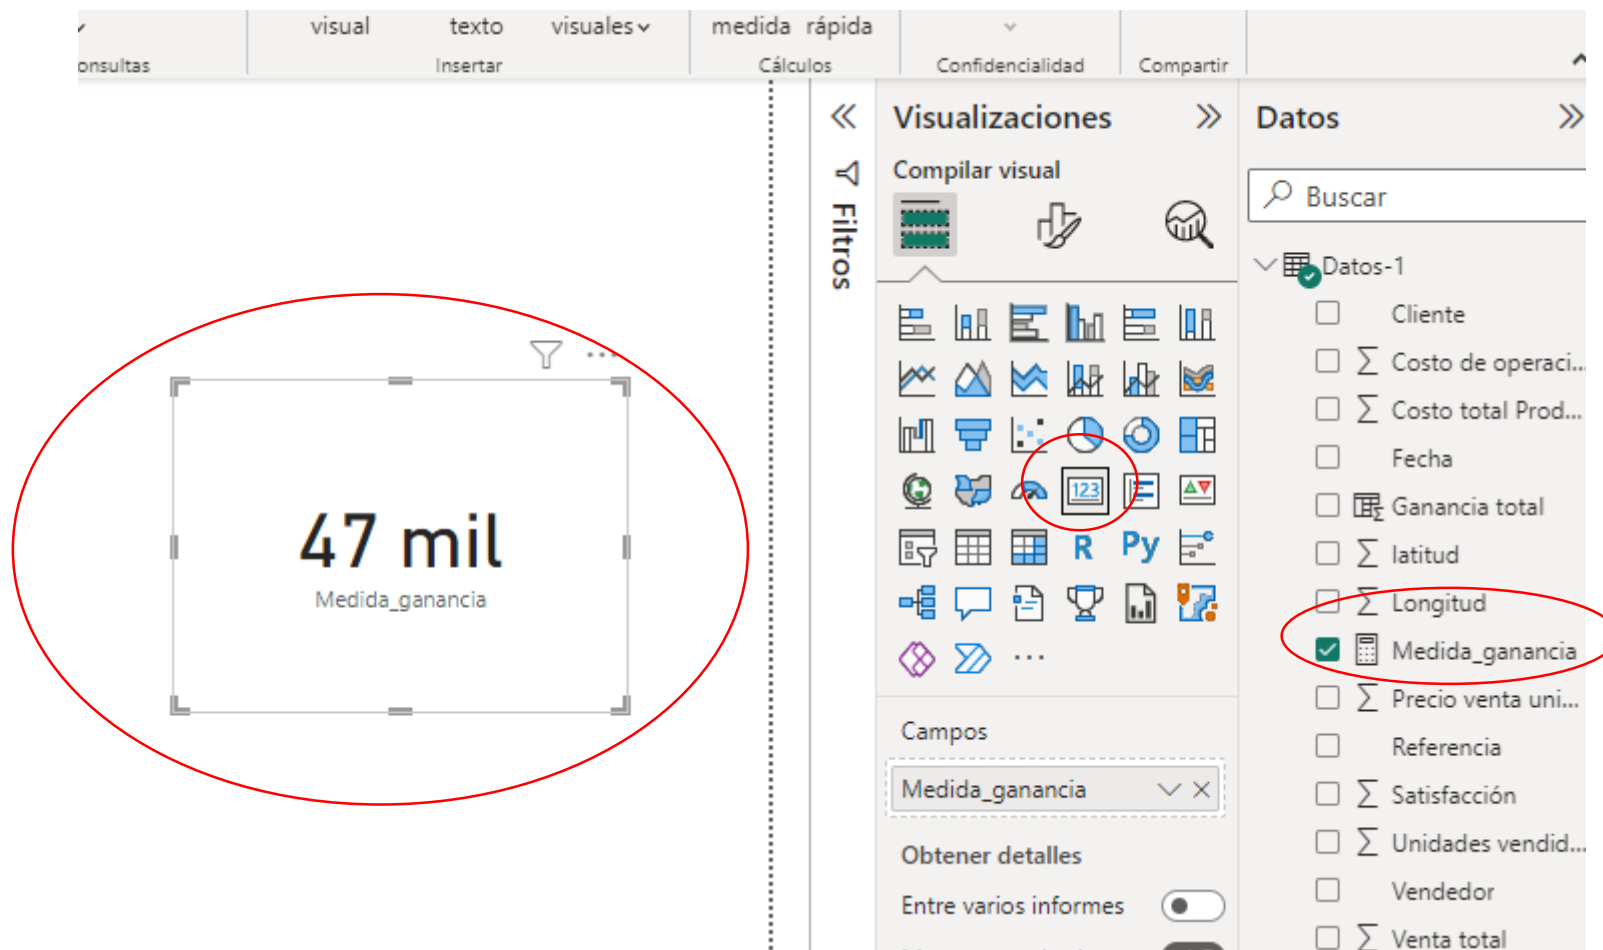 visual
texto
visuales
medida rápida
onsultas
Insertar
Cálculos
Confidencialidad
Compartir
Filtros
Visualizaciones
Compilar visual
123
R
Py
Campos
Medida_ganancia
Obtener detalles
Entre varios informes
Datos
Buscar
Datos-1
Cliente
Costo de operaci...
Costo total Prod...
Fecha
Ganancia total
latitud
Longitud
Medida_ganancia
Precio venta uni...
Referencia
Satisfacción
Unidades vendid...
Vendedor
Venta total
47 mil
Medida_ganancia